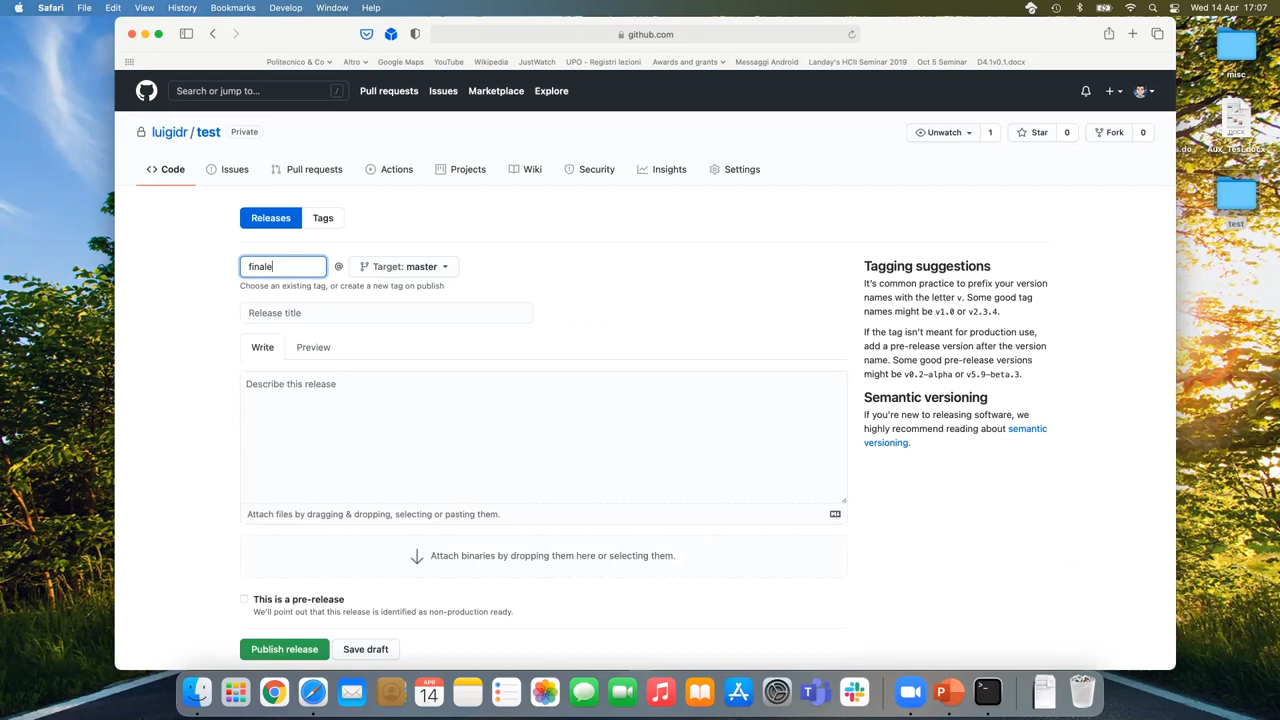 Safari File Edit View History Bookmarks Develop Window Help
Wed 14 Apr 17:07
github.com
Politecnico & Co Altro Google Maps YouTube Wikipedia JustWatch UPO - Registri lezioni Awards and grants Messaggi Android Landay's HCII Seminar 2019 Oct 5 Seminar D4.1v0.1.docx
misc
Search or jump to... /
Pull requests Issues Marketplace Explore
DOCX
Aux_Test.docx
luigidr / test Private
Unwatch 1 Star 0 Fork 0
<> Code Issues Pull requests Actions Projects Wiki Security Insights Settings
test
Releases Tags
finale @ Target: master
Choose an existing tag, or create a new tag on publish
Release title
Write Preview
Describe this release
Attach files by dragging & dropping, selecting or pasting them.
Attach binaries by dropping them here or selecting them.
This is a pre-release
We'll point out that this release is identified as non-production ready.
Publish release Save draft
Tagging suggestions
It's common practice to prefix your version
names with the letter v. Some good tag
names might be v1.0 or v2.3.4.
If the tag isn't meant for production use,
add a pre-release version after the version
name. Some good pre-release versions
might be v0.2-alpha or v5.9-beta.3.
Semantic versioning
If you're new to releasing software, we
highly recommend reading about semantic
versioning.
APR
14